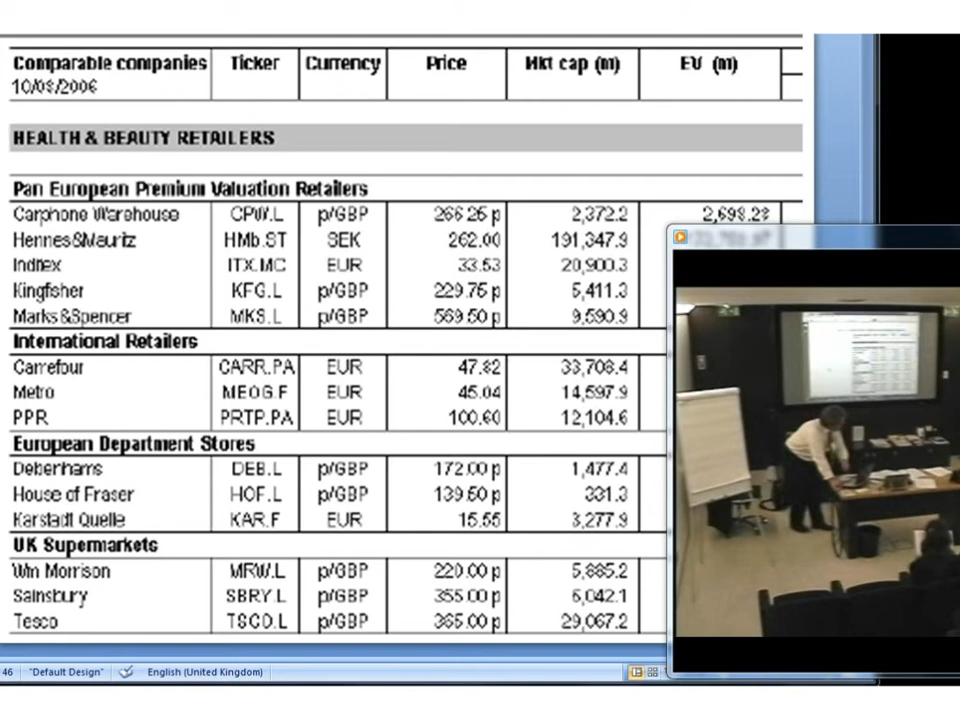 Comparable companies Ticker Currency Price Mkt cap (m) EV (m)
10/08/2006
HEALTH & BEAUTY RETAILERS
Pan European Premium Valuation Retailers
Carphone Warehouse CPW.L p/GBP 266.25 p 2,372.2 2,698.28
Hennes&Mauritz HMb.ST SEK 262.00 191,347.9
Inditex ITX.MC EUR 33.53 20,900.3
Kingfisher KFG.L p/GBP 229.75 p 5,411.3
Marks&Spencer MKS.L p/GBP 569.50 p 9,590.9
International Retailers
Carrefour CARR.PA EUR 47.82 33,708.4
Metro MEOG.F EUR 45.04 14,597.9
PPR PRTP.PA EUR 100.60 12,104.6
European Department Stores
Debenhams DEB.L p/GBP 172.00 p 1,477.4
House of Fraser HOF.L p/GBP 139.50 p 331.3
Karstadt Quelle KAR.F EUR 15.55 3,277.9
UK Supermarkets
Wm Morrison MRW.L p/GBP 220.00 p 5,885.2
Sainsbury SBRY.L p/GBP 355.00 p 6,042.1
Tesco TSCO.L p/GBP 365.00 p 29,067.2
46 "Default Design" English (United Kingdom)